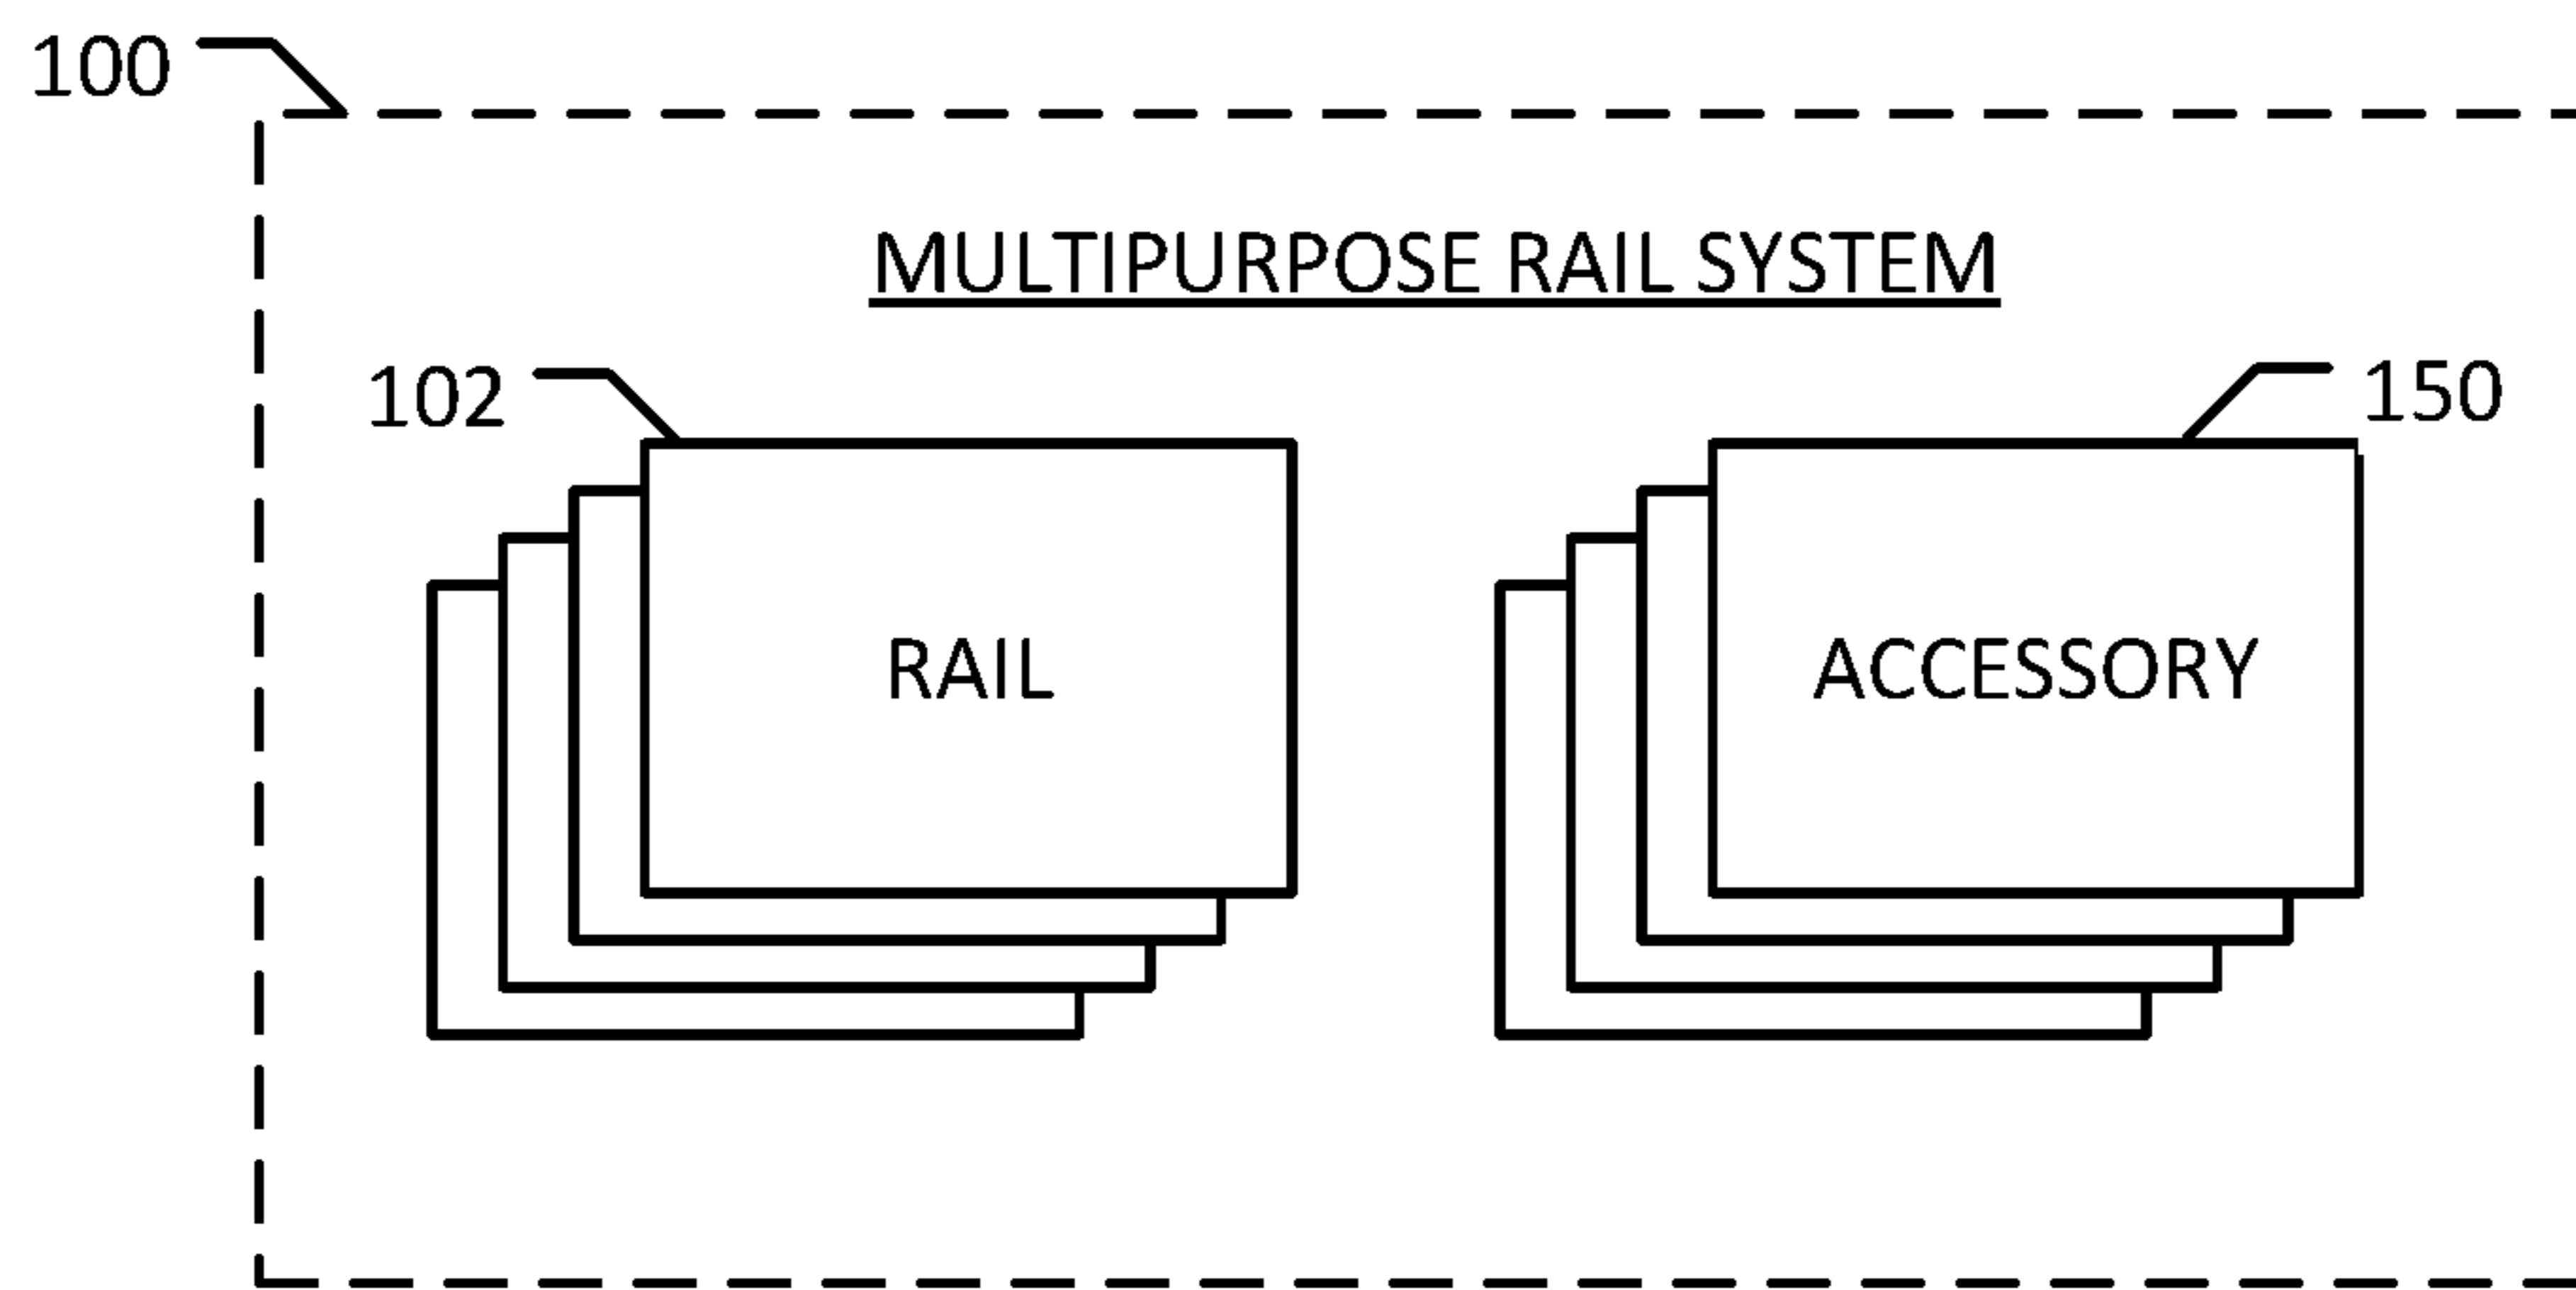 100
MULTIPURPOSE RAIL SYSTEM
102
150
RAIL
ACCESSORY